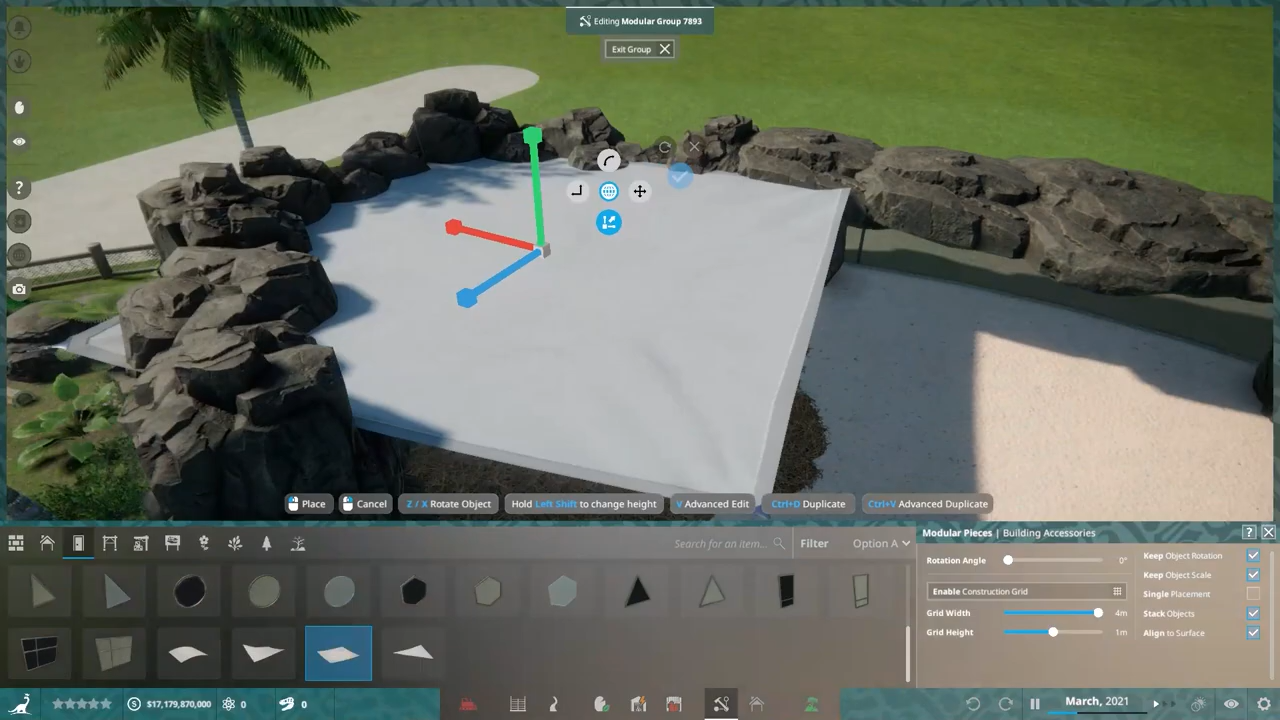 Editing Modular Group 7893
Exit Group
Place
Cancel
Z / X Rotate Object
Hold Left Shift to change height
V Advanced Edit
Ctrl+D Duplicate
Ctrl+V Advanced Duplicate
Search for an item...
Filter
Option A
Modular Pieces | Building Accessories
?
Rotation Angle
0°
Enable Construction Grid
Grid Width
4m
Grid Height
1m
Keep Object Rotation
Keep Object Scale
Single Placement
Stack Objects
Align to Surface
$17,179,870,000
0
0
March, 2021